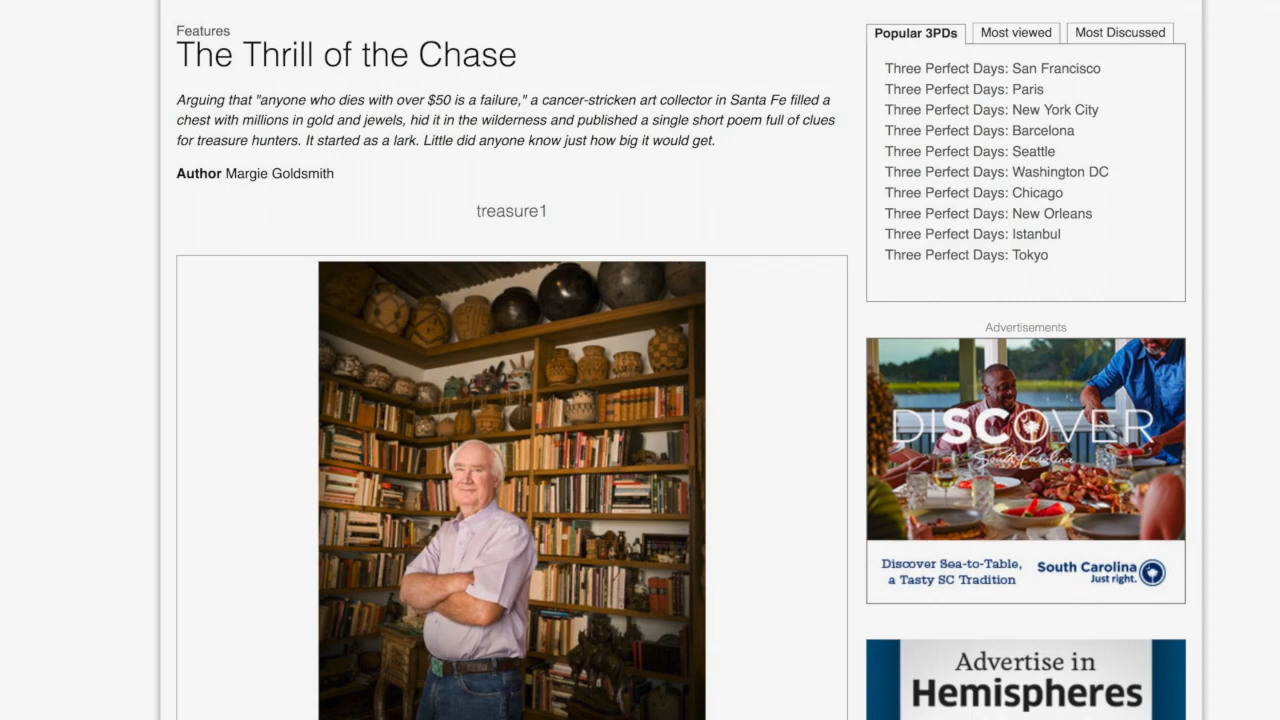 Features
The Thrill of the Chase
Arguing that "anyone who dies with over $50 is a failure," a cancer-stricken art collector in Santa Fe filled a
chest with millions in gold and jewels, hid it in the wilderness and published a single short poem full of clues
for treasure hunters. It started as a lark. Little did anyone know just how big it would get.
Author Margie Goldsmith
treasure1
Popular 3PDs
Most viewed
Most Discussed
Three Perfect Days: San Francisco
Three Perfect Days: Paris
Three Perfect Days: New York City
Three Perfect Days: Barcelona
Three Perfect Days: Seattle
Three Perfect Days: Washington DC
Three Perfect Days: Chicago
Three Perfect Days: New Orleans
Three Perfect Days: Istanbul
Three Perfect Days: Tokyo
Advertisements
DISCOVER
South Carolina
Discover Sea-to-Table,
a Tasty SC Tradition
South Carolina
Just right.
Advertise in
Hemispheres